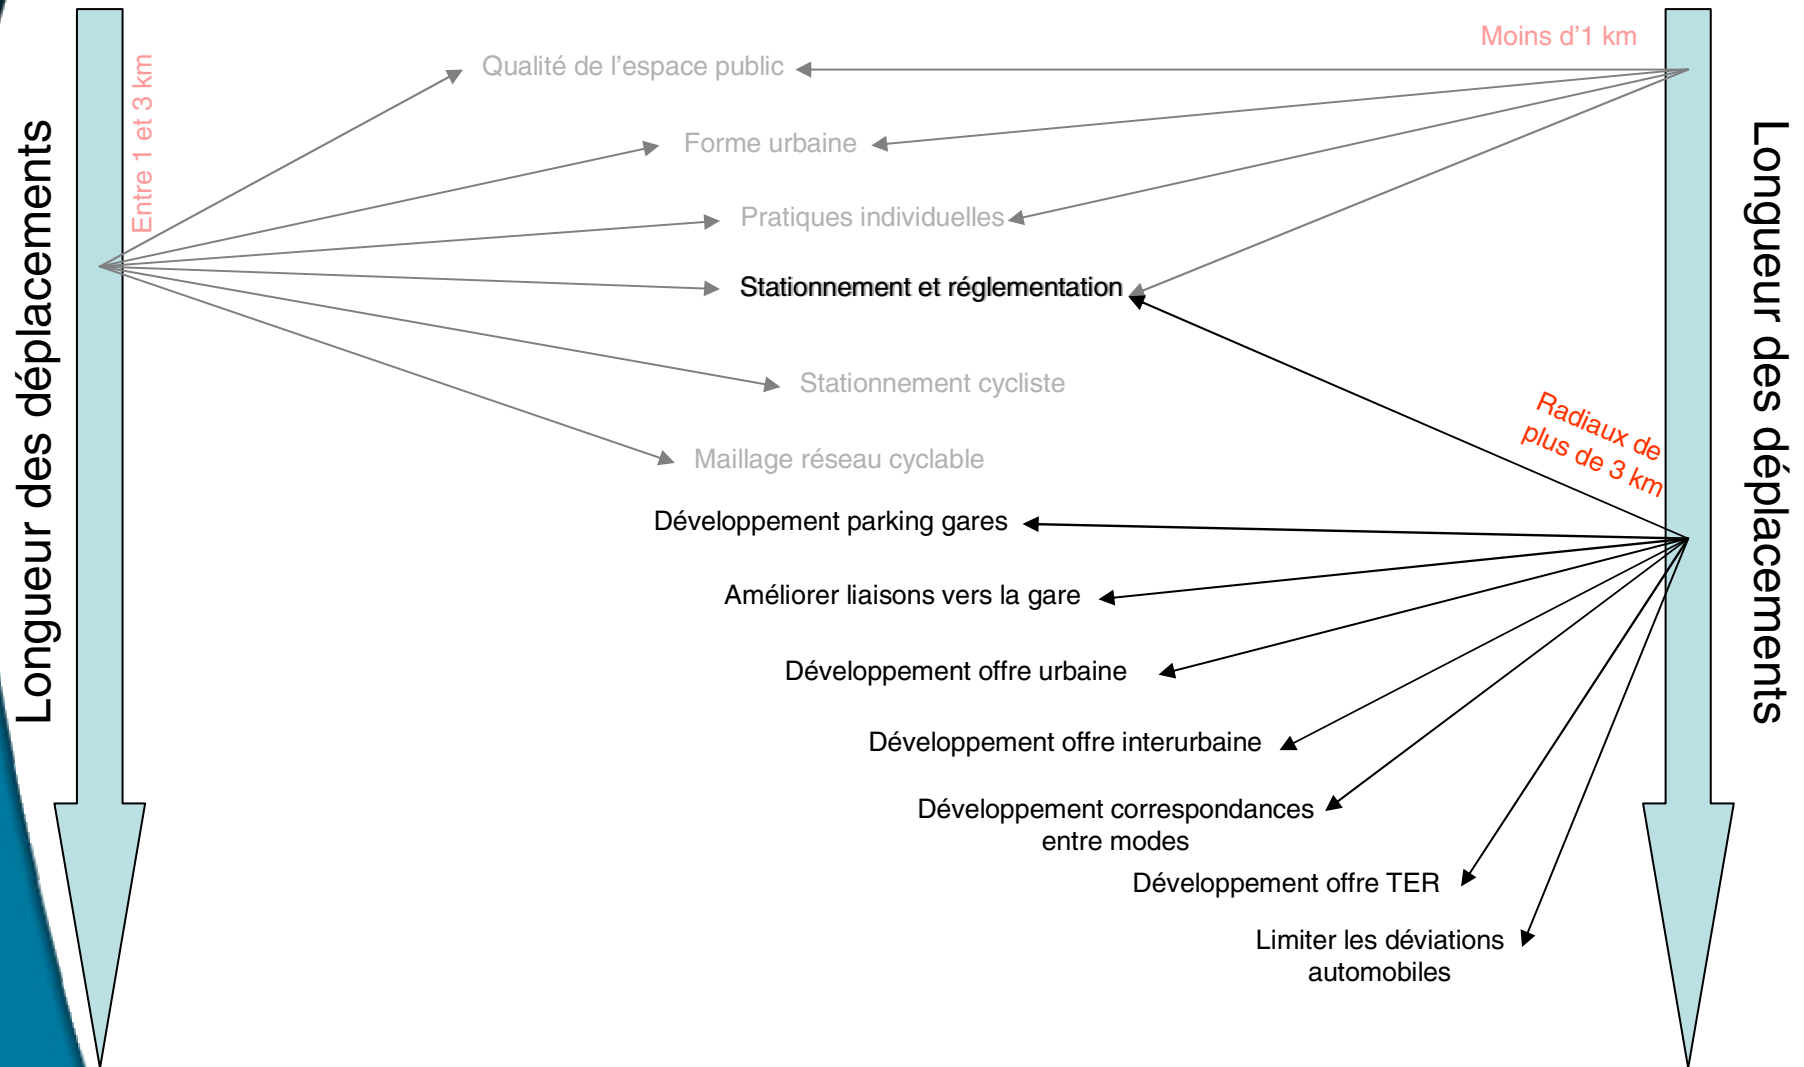 Longueur des déplacements
Entre 1 et 3 km
Moins d’1 km
Qualité de l’espace public
Forme urbaine
Pratiques individuelles
Stationnement et réglementation
Stationnement cycliste
Maillage réseau cyclable
Radiaux de
plus de 3 km
Développement parking gares
Améliorer liaisons vers la gare
Développement offre urbaine
Développement offre interurbaine
Développement correspondances
entre modes
Développement offre TER
Limiter les déviations
automobiles
Longueur des déplacements